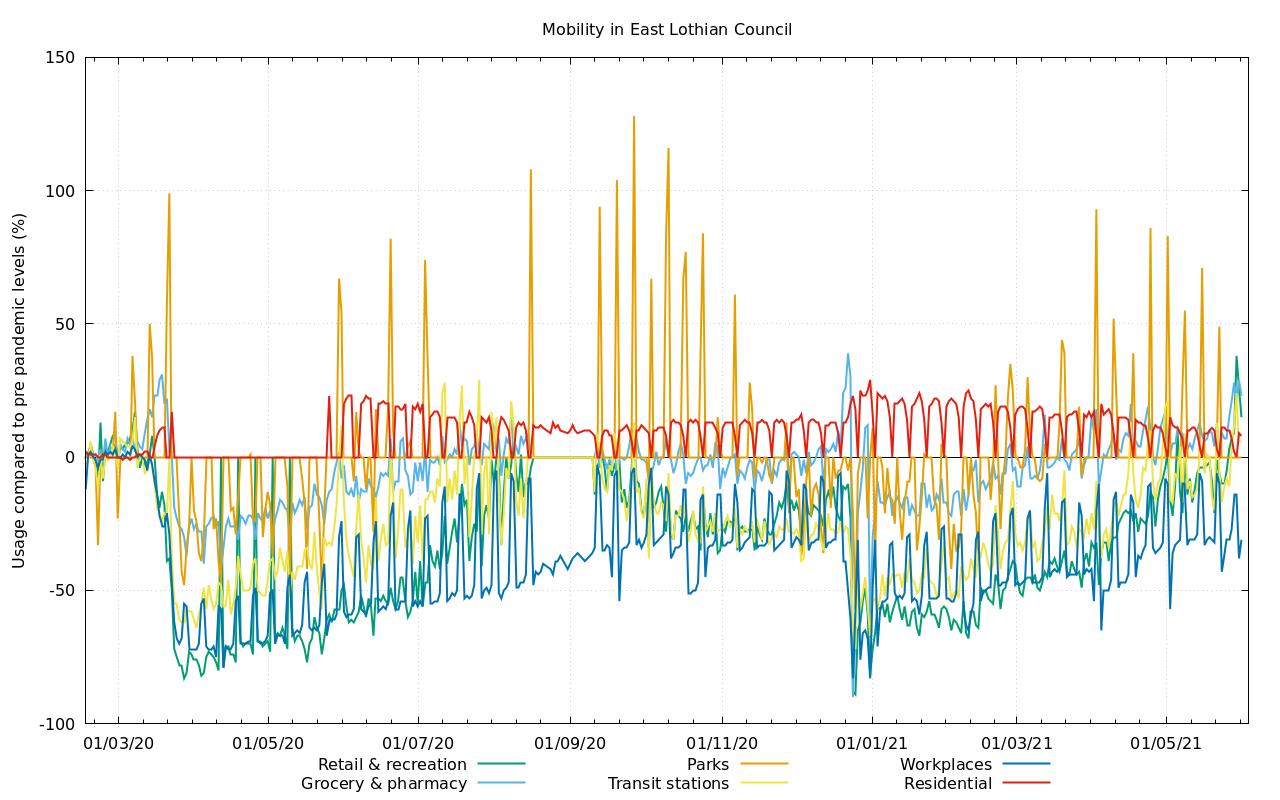 Mobility in East Lothian Council
Usage compared to pre pandemic levels (%)
150
100
50
0
-50
-100
01/03/20 01/05/20 01/07/20 01/09/20 01/11/20 01/01/21 01/03/21 01/05/21
Retail & recreation Parks Workplaces
Grocery & pharmacy Transit stations Residential